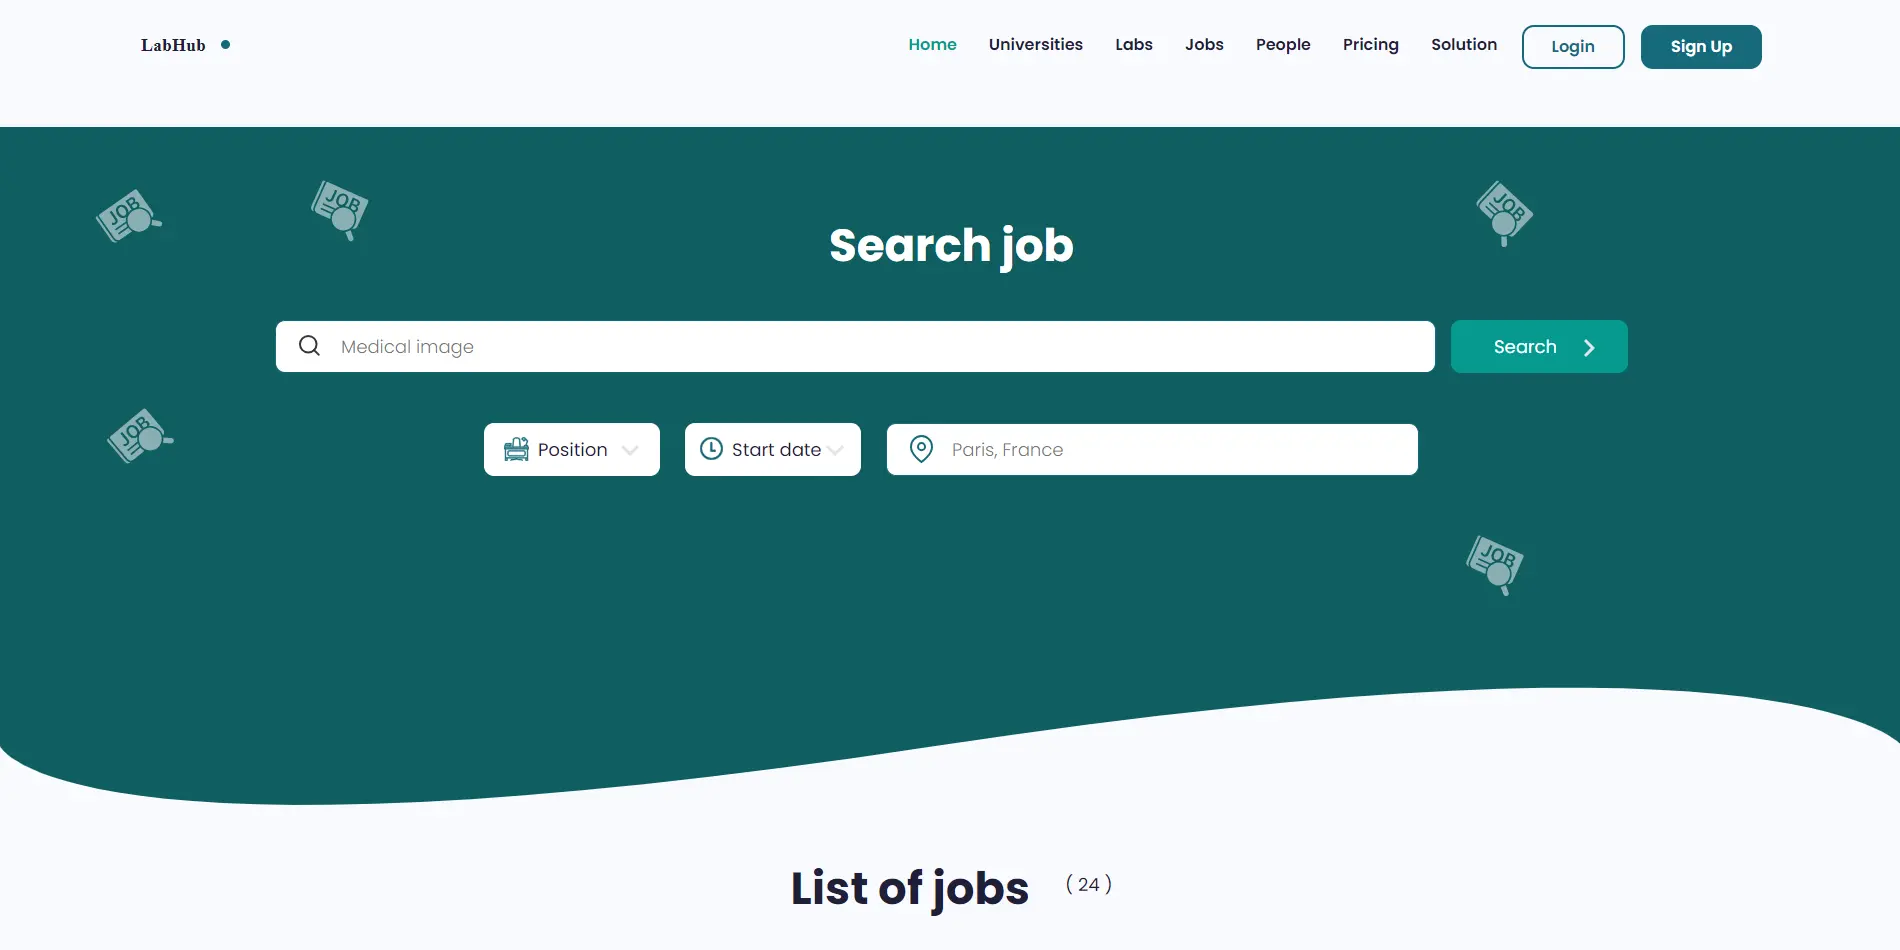 LabHub
Home Universities Labs Jobs People Pricing Solution Login Sign Up
JOB
JOB
JOB
Search job
Medical image
Search
JOB
Position
Start date
Paris, France
JOB
List of jobs ( 24 )